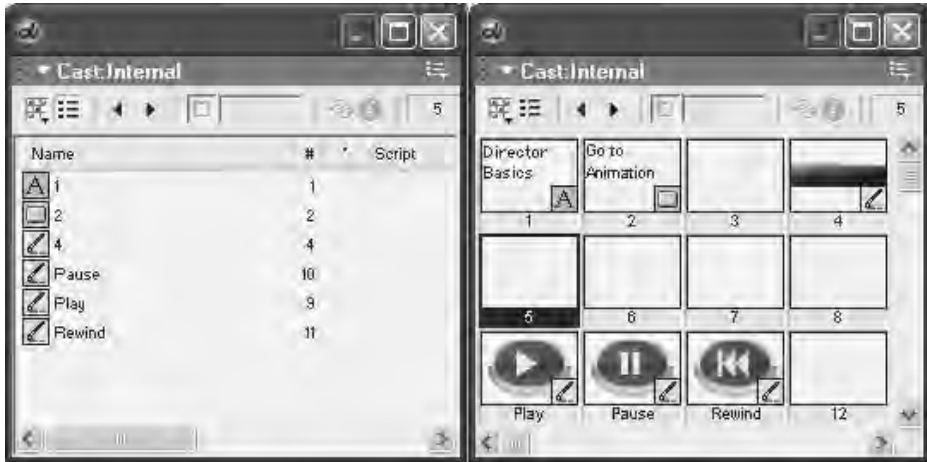 Cast:Internal
5
Name # Script
A 1 1
2 2
4 4
Pause 10
Play 9
Rewind 11
Cast:Internal
5
Director Basics
Go to Animation
A
1 2 3 4
5 6 7 8
Play Pause Rewind 12